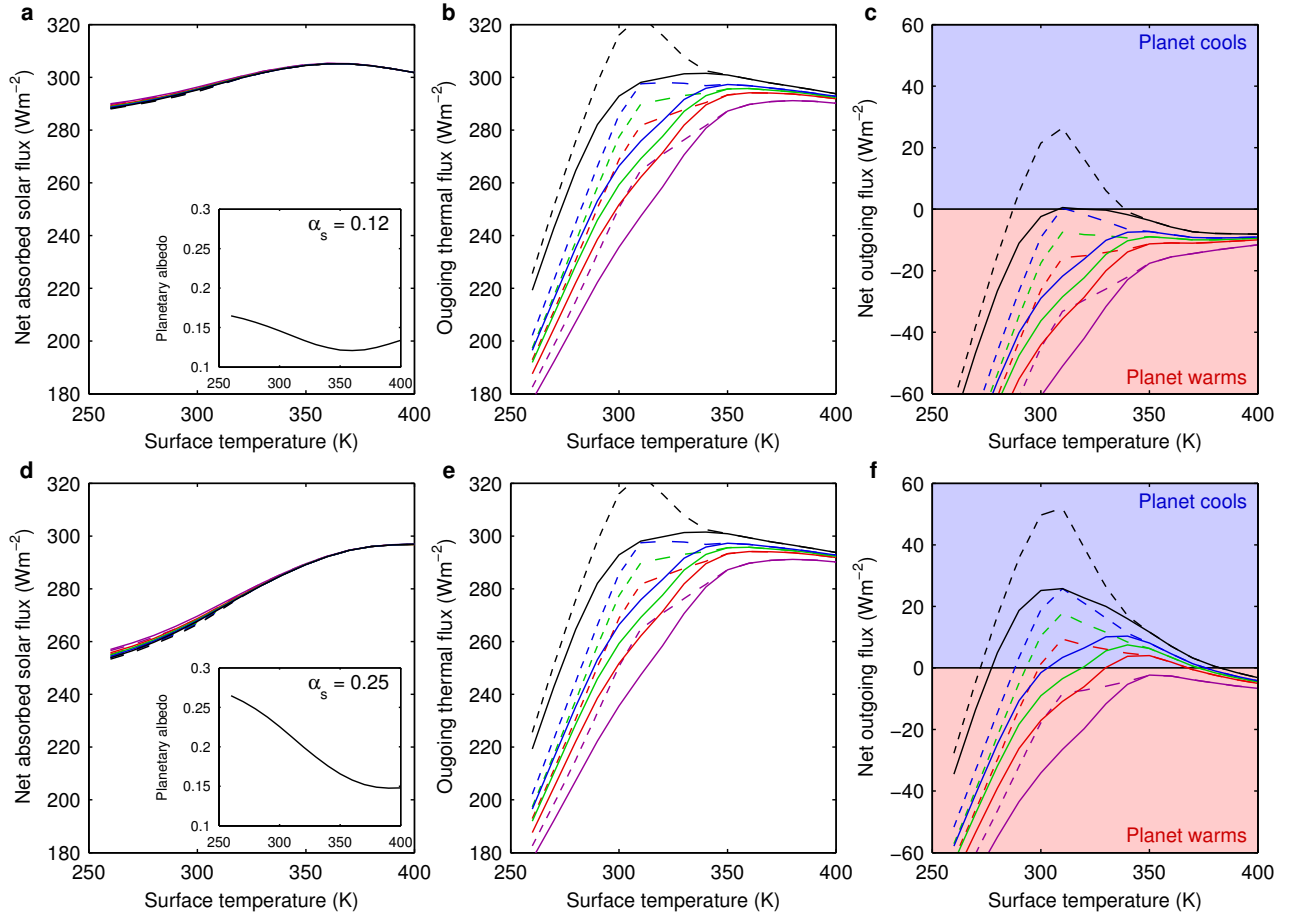 a
b
c
320
300
280
260
240
220
200
180
Net absorbed solar flux (Wm−2)
0.3
0.25
0.2
0.15
0.1
Planetary albedo
αs = 0.12
250 300 350 400
250 300 350 400
Surface temperature (K)
320
300
280
260
240
220
200
180
Ougoing thermal flux (Wm−2)
250 300 350 400
Surface temperature (K)
60
40
20
0
−20
−40
−60
Net outgoing flux (Wm−2)
Planet cools
Planet warms
250 300 350 400
Surface temperature (K)
d
e
f
320
300
280
260
240
220
200
180
Net absorbed solar flux (Wm−2)
0.3
0.25
0.2
0.15
0.1
Planetary albedo
αs = 0.25
250 300 350 400
250 300 350 400
Surface temperature (K)
320
300
280
260
240
220
200
180
Ougoing thermal flux (Wm−2)
250 300 350 400
Surface temperature (K)
60
40
20
0
−20
−40
−60
Net outgoing flux (Wm−2)
Planet cools
Planet warms
250 300 350 400
Surface temperature (K)